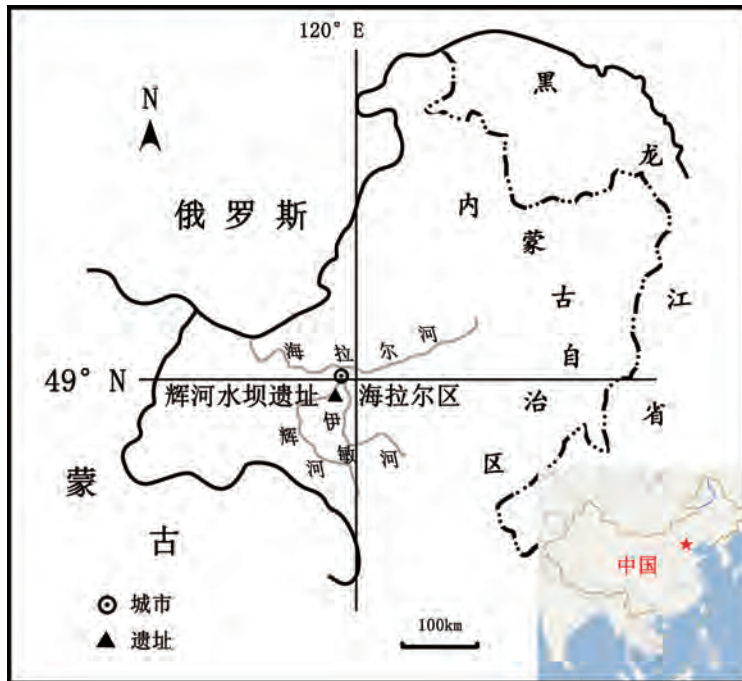 120° E
N
黑龙江省
俄罗斯
内蒙古自治区
海拉尔河
49° N
辉河水坝遗址
海拉尔区
伊敏河
辉河
蒙古
中国
城市
遗址
100km